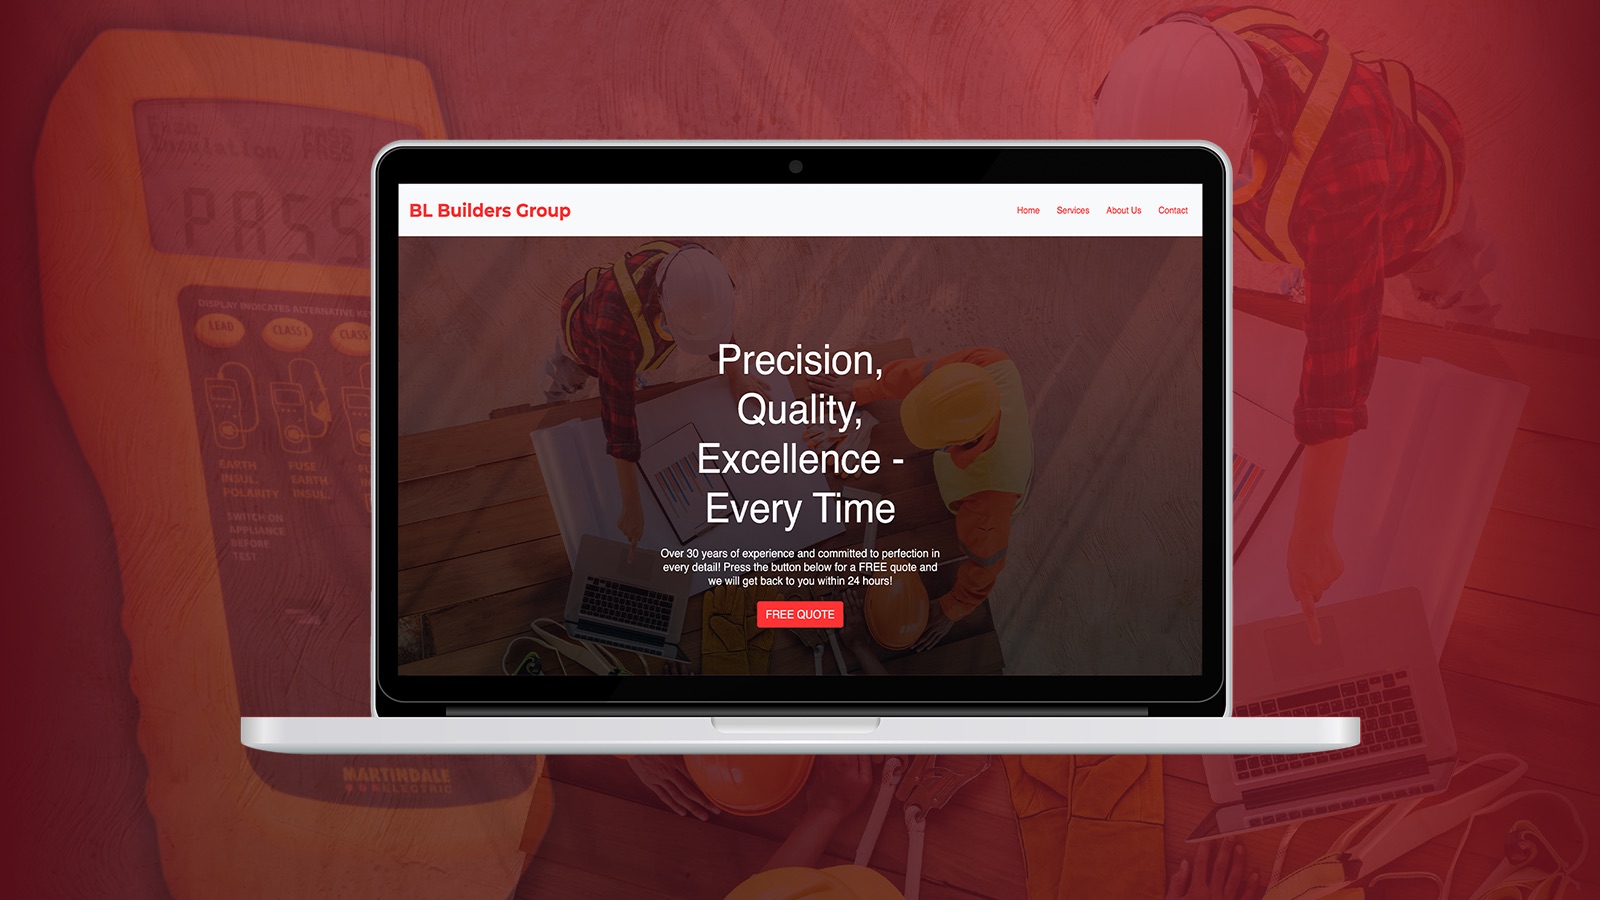 BL Builders Group
Home Services About Us Contact
Precision,
Quality,
Excellence -
Every Time
Over 30 years of experience and committed to perfection in
every detail! Press the button below for a FREE quote and
we will get back to you within 24 hours!
FREE QUOTE
PASS
Insulation PASS
PASS
DISPLAY INDICATES ALTERNATIVE
LEAD CLASS I CLASS
EARTH
INSUL.
POLARITY
FUSE
EARTH
INSUL.
SWITCH ON
APPLIANCE
BEFORE
TEST
MARTINDALE
ELECTRIC